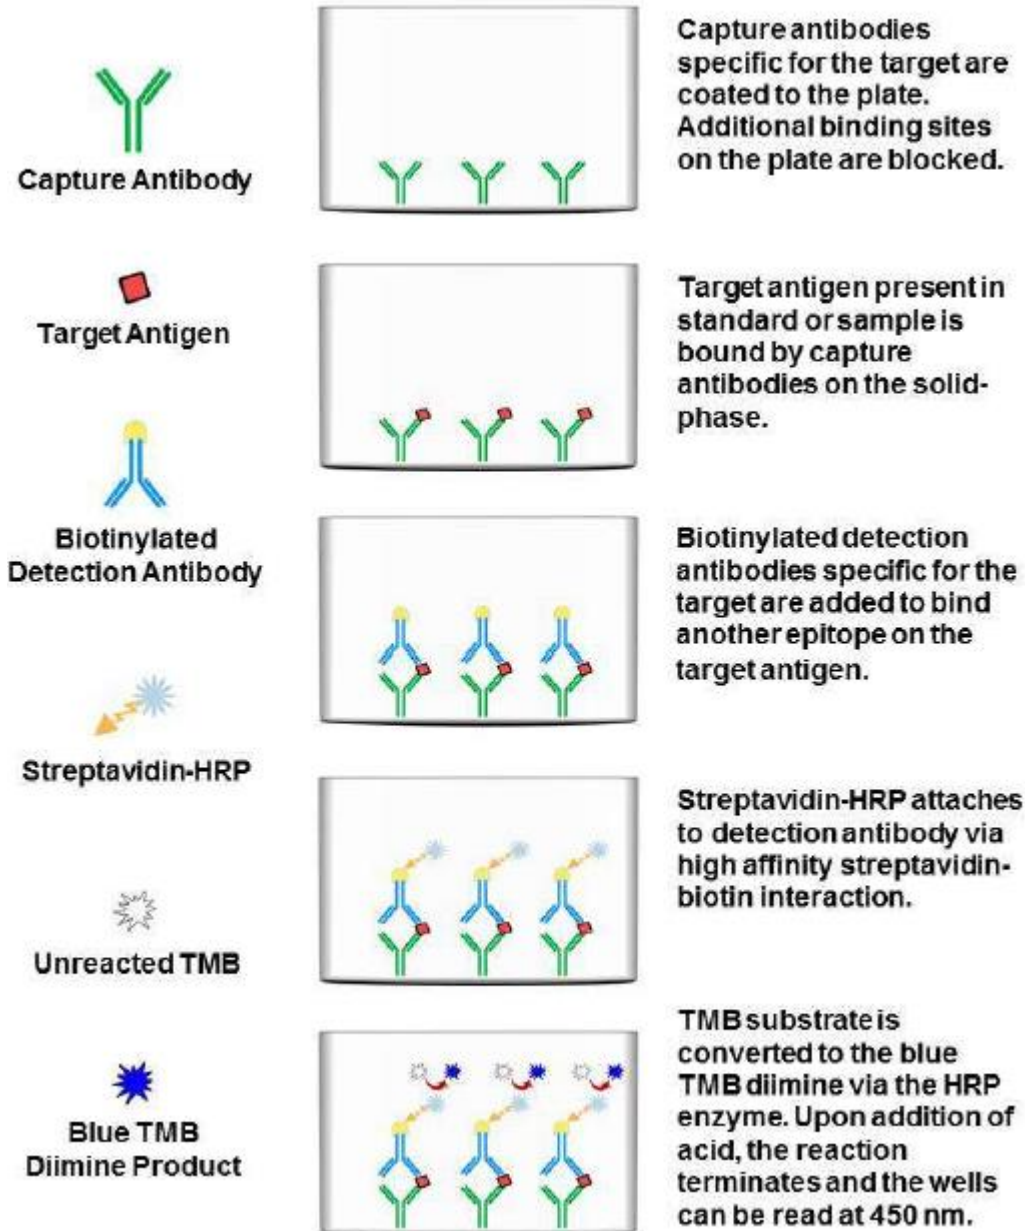 Capture Antibody
Capture antibodies
specific for the target are
coated to the plate.
Additional binding sites
on the plate are blocked.
Target Antigen
Target antigen present in
standard or sample is
bound by capture
antibodies on the solid-
phase.
Biotinylated
Detection Antibody
Biotinylated detection
antibodies specific for the
target are added to bind
another epitope on the
target antigen.
Streptavidin-HRP
Streptavidin-HRP attaches
to detection antibody via
high affinity streptavidin-
biotin interaction.
Unreacted TMB
Blue TMB
Diimine Product
TMB substrate is
converted to the blue
TMB diimine via the HRP
enzyme. Upon addition of
acid, the reaction
terminates and the wells
can be read at 450 nm.